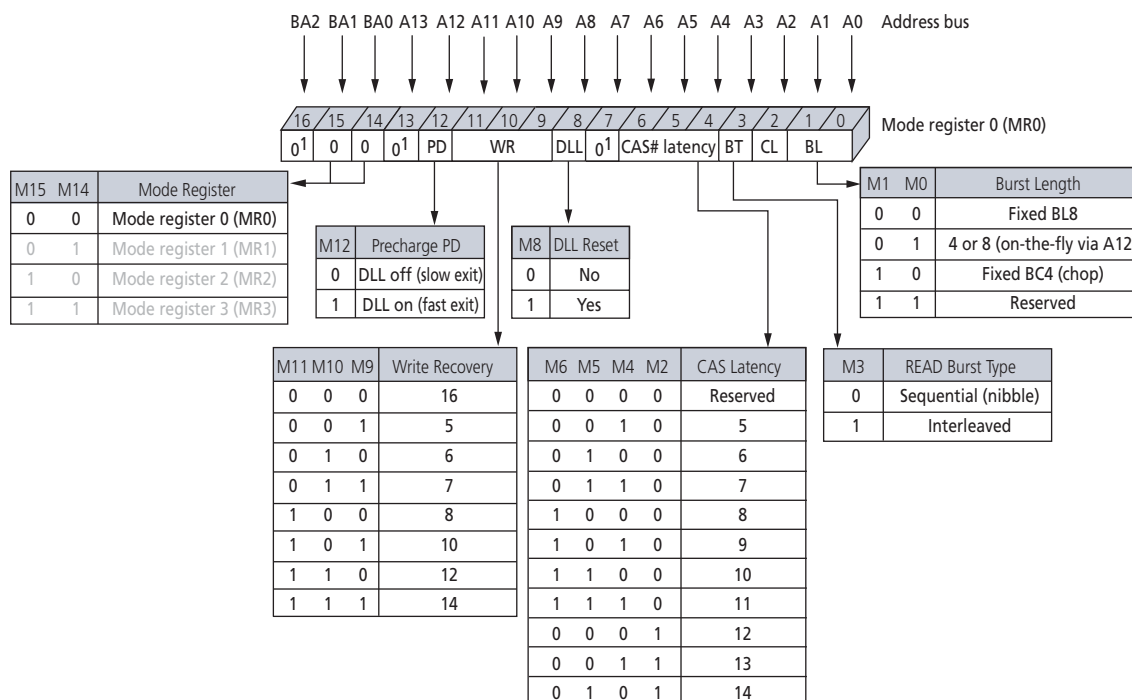 BA2 BA1 BA0 A13 A12 A11 A10 A9 A8 A7 A6 A5 A4 A3 A2 A1 A0 Address bus
16 15 14 13 12 11 10 9 8 7 6 5 4 3 2 1 0 Mode register 0 (MR0)
0¹ 0 0 0¹ PD WR DLL 0¹ CAS# latency BT CL BL
M15 M14 Mode Register
0 0 Mode register 0 (MR0)
0 1 Mode register 1 (MR1)
1 0 Mode register 2 (MR2)
1 1 Mode register 3 (MR3)
M12 Precharge PD
0 DLL off (slow exit)
1 DLL on (fast exit)
M8 DLL Reset
0 No
1 Yes
M1 M0 Burst Length
0 0 Fixed BL8
0 1 4 or 8 (on-the-fly via A12
1 0 Fixed BC4 (chop)
1 1 Reserved
M11 M10 M9 Write Recovery
0 0 0 16
0 0 1 5
0 1 0 6
0 1 1 7
1 0 0 8
1 0 1 10
1 1 0 12
1 1 1 14
M6 M5 M4 M2 CAS Latency
0 0 0 0 Reserved
0 0 1 0 5
0 1 0 0 6
0 1 1 0 7
1 0 0 0 8
1 0 1 0 9
1 1 0 0 10
1 1 1 0 11
0 0 0 1 12
0 0 1 1 13
0 1 0 1 14
M3 READ Burst Type
0 Sequential (nibble)
1 Interleaved